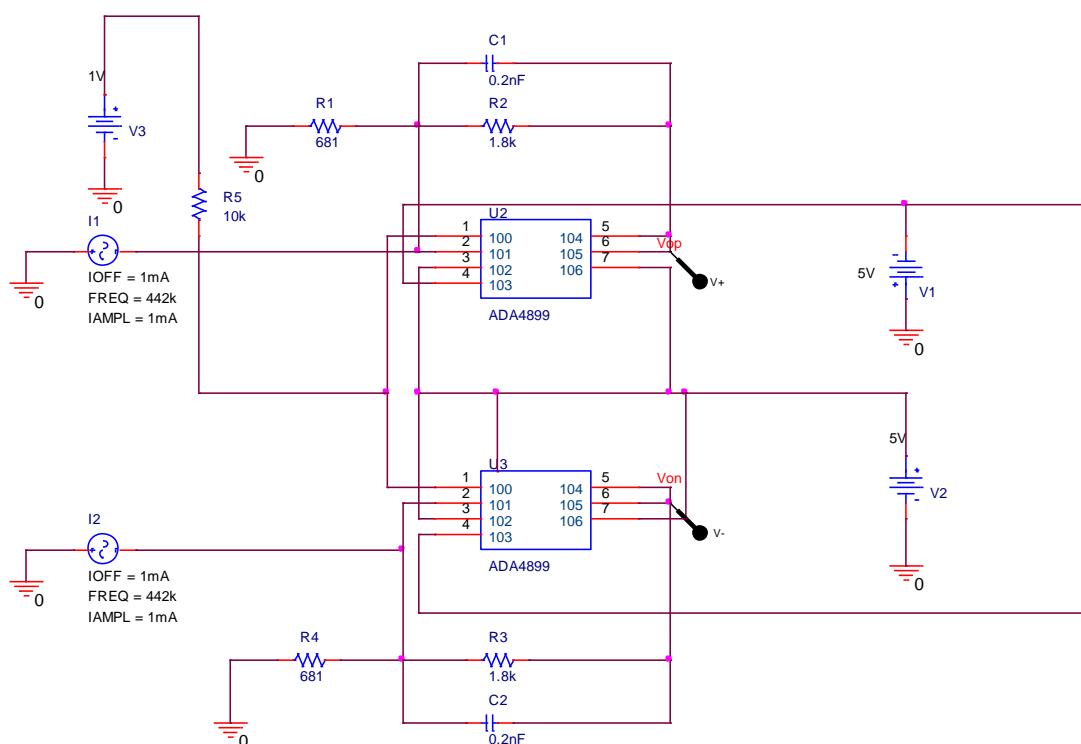 C1
0.2nF
1V
V3
R1
681
R2
1.8k
0
0
R5
10k
I1
IOFF = 1mA
FREQ = 442k
IAMPL = 1mA
0
U2
1 100 104 5
2 101 105 6
3 102 106 7
4 103
ADA4899
Vop
V+
5V
V1
0
5V
V2
0
U3
1 100 104 5
2 101 105 6
3 102 106 7
4 103
ADA4899
Von
V-
I2
IOFF = 1mA
FREQ = 442k
IAMPL = 1mA
0
R4
681
R3
1.8k
C2
0.2nF
0